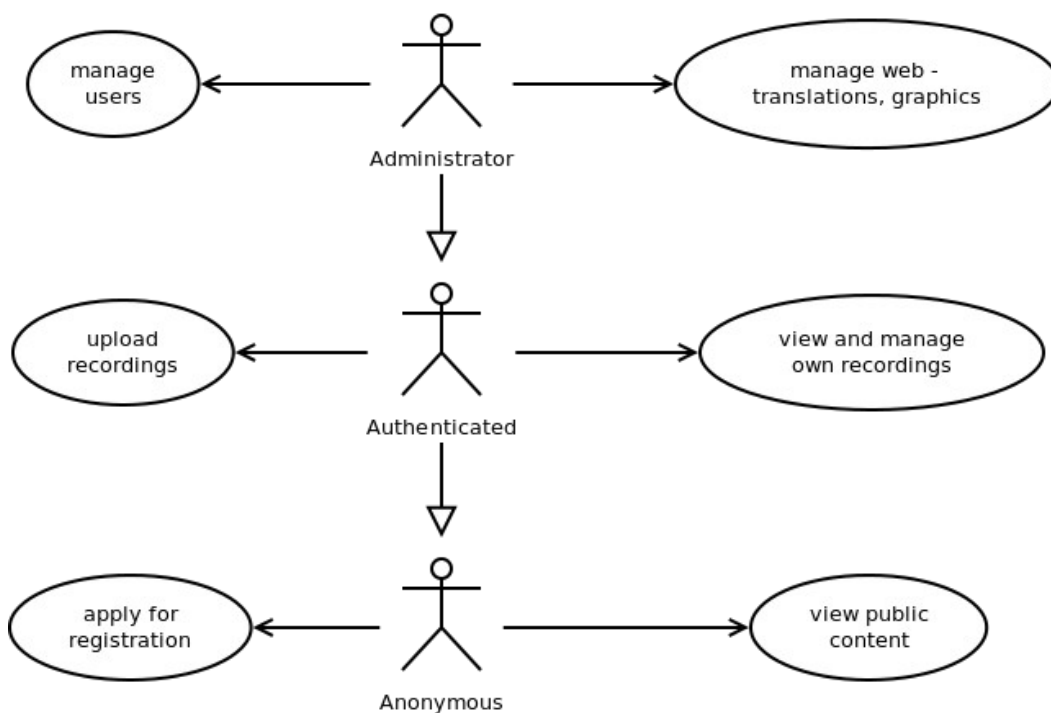 manage
users
manage web -
translations, graphics
Administrator
upload
recordings
view and manage
own recordings
Authenticated
apply for
registration
view public
content
Anonymous